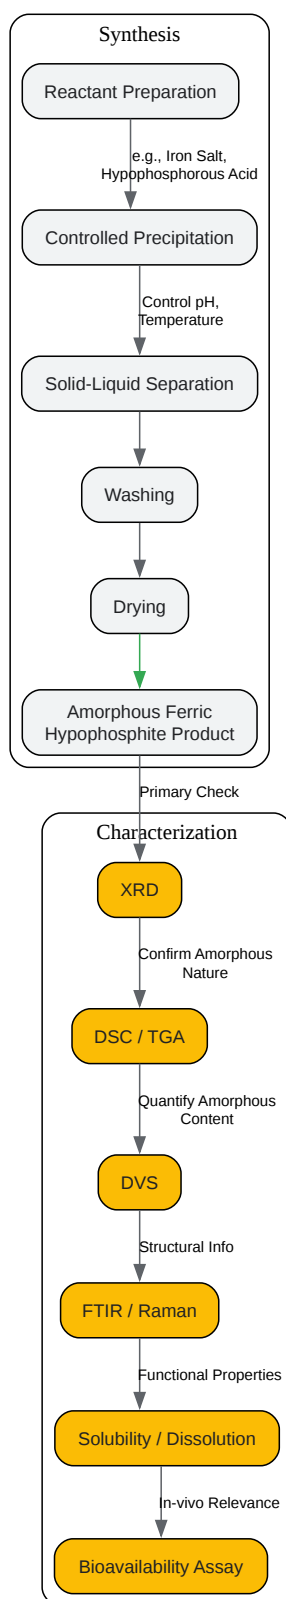 Synthesis
Reactant Preparation
e.g., Iron Salt,
Hypophosphorous Acid
Controlled Precipitation
Control pH,
Temperature
Solid-Liquid Separation
Washing
Drying
Amorphous Ferric
Hypophosphite Product
Primary Check
Characterization
XRD
Confirm Amorphous
Nature
DSC / TGA
Quantify Amorphous
Content
DVS
Structural Info
FTIR / Raman
Functional Properties
Solubility / Dissolution
In-vivo Relevance
Bioavailability Assay